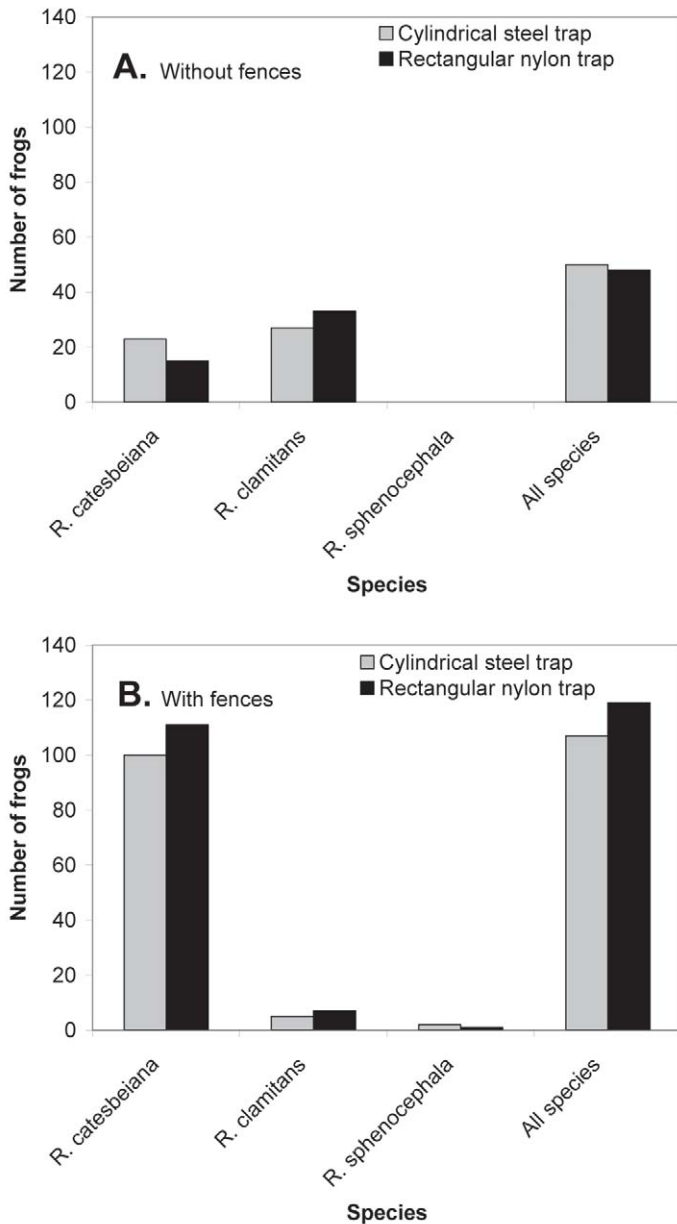 140
120
100
80
60
40
20
0
Number of frogs
A. Without fences
Cylindrical steel trap
Rectangular nylon trap
R. catesbeiana
R. clamitans
R. sphenocephala
All species
Species
140
120
100
80
60
40
20
0
Number of frogs
B. With fences
Cylindrical steel trap
Rectangular nylon trap
R. catesbeiana
R. clamitans
R. sphenocephala
All species
Species